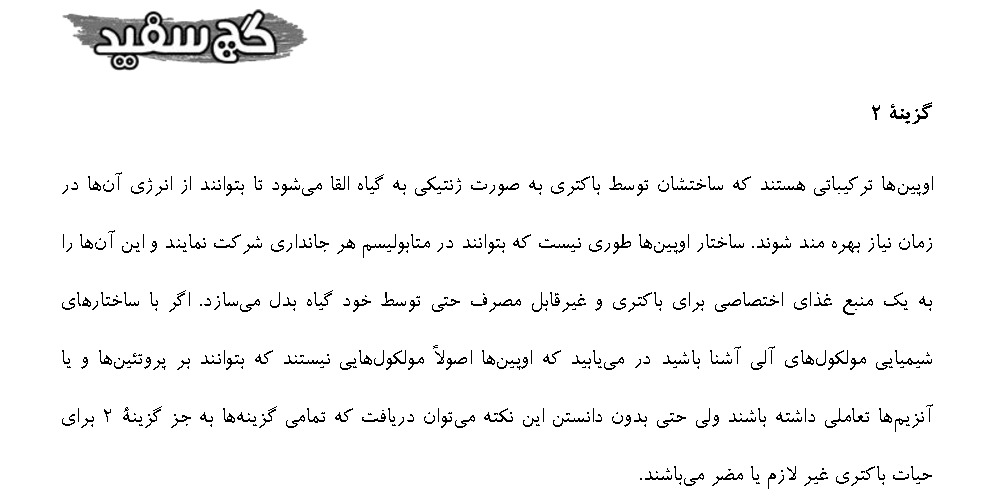 گچ سفید
گزینهٔ ۲
اوپین‌ها ترکیباتی هستند که ساختشان توسط باکتری به صورت ژنتیکی به گیاه القا می‌شود تا بتوانند از انرژی آن‌ها در
زمان نیاز بهره مند شوند. ساختار اوپین‌ها طوری نیست که بتوانند در متابولیسم هر جانداری شرکت نمایند و این آن‌ها را
به یک منبع غذای اختصاصی برای باکتری و غیرقابل مصرف حتی توسط خود گیاه بدل می‌سازد. اگر با ساختارهای
شیمیایی مولکول‌های آلی آشنا باشید در می‌یابید که اوپین‌ها اصولاً مولکول‌هایی نیستند که بتوانند بر پروتئین‌ها و یا
آنزیم‌ها تعاملی داشته باشند ولی حتی بدون دانستن این نکته می‌توان دریافت که تمامی گزینه‌ها به جز گزینهٔ ۲ برای
حیات باکتری غیر لازم یا مضر می‌باشند.